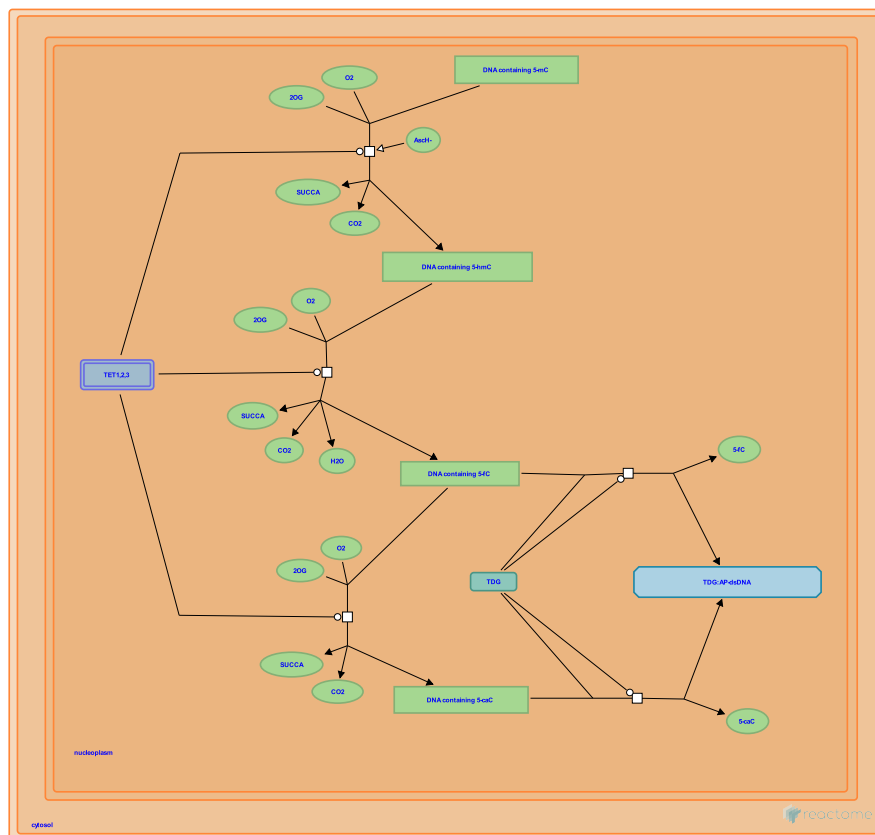 DNA containing 5-mC
O2
2OG
AscH-
SUCCA
CO2
DNA containing 5-hmC
O2
2OG
TET1,2,3
SUCCA
CO2
H2O
DNA containing 5-fC
5-fC
O2
2OG
TDG
TDG:AP-dsDNA
SUCCA
CO2
DNA containing 5-caC
5-caC
nucleoplasm
reactome
cytosol